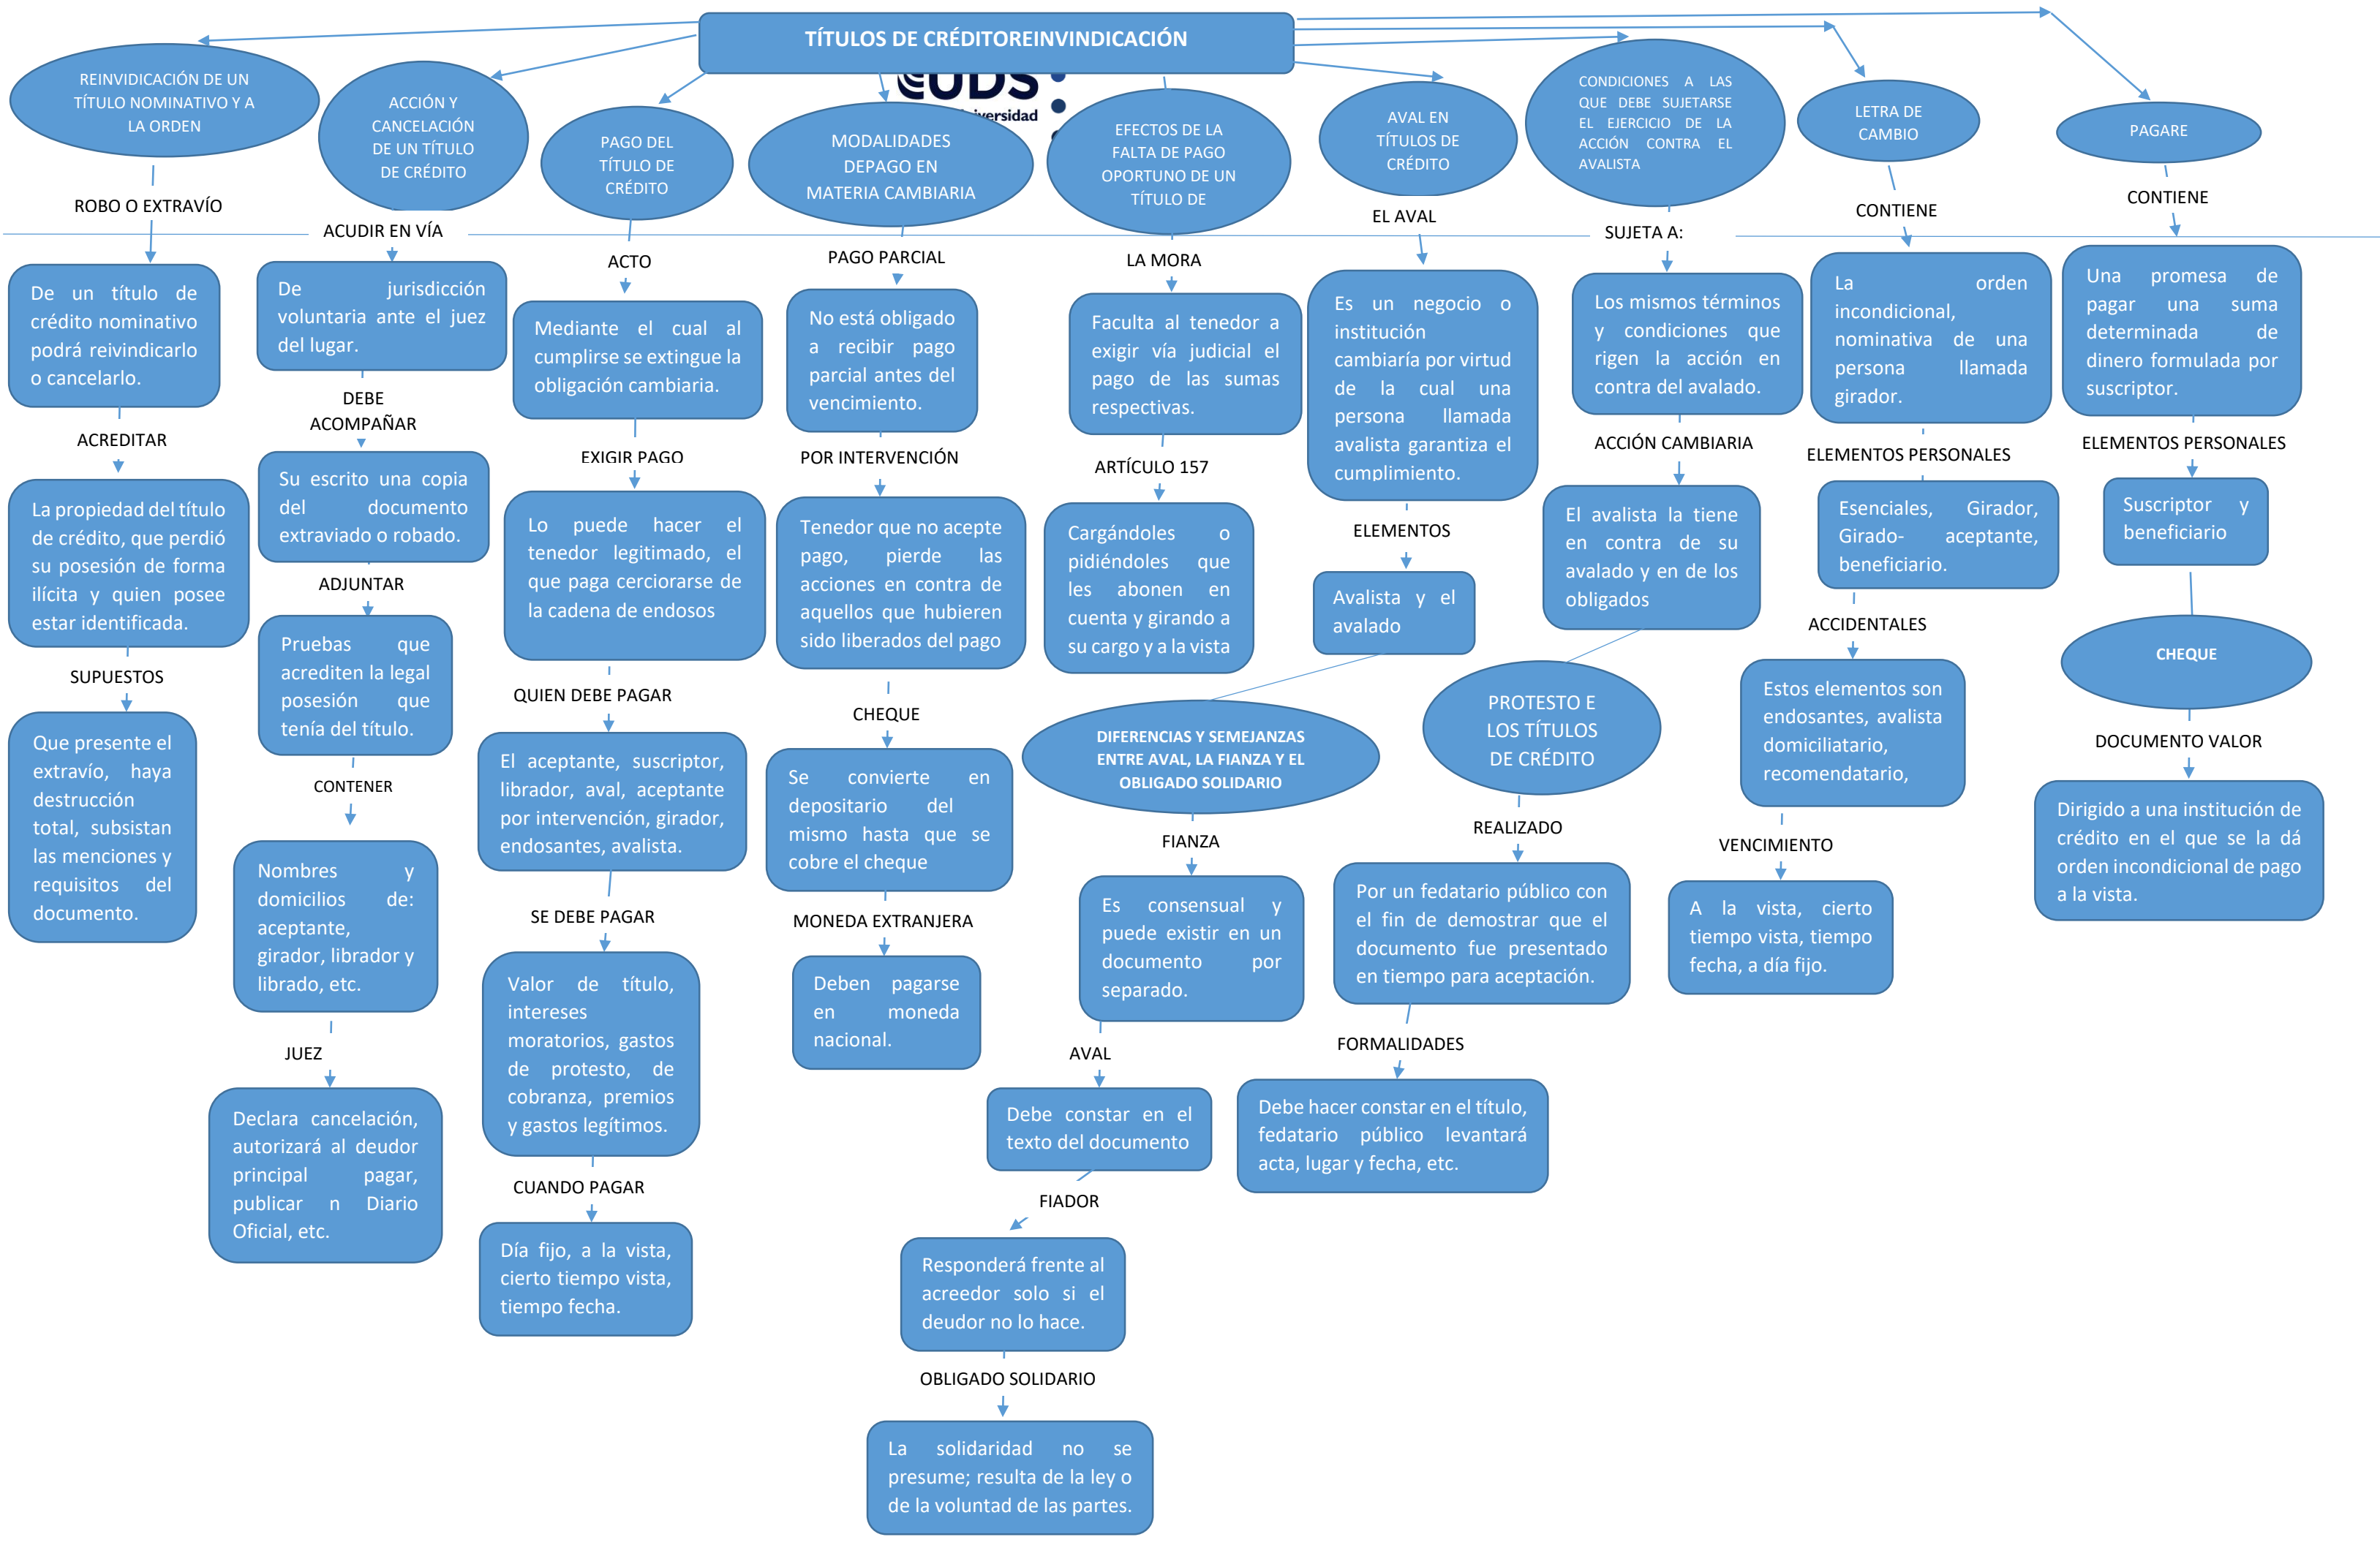 TÍTULOS DE CRÉDITOREINVINDICACIÓN
UDS
versidad
REINVIDICACIÓN DE UN
TÍTULO NOMINATIVO Y A
LA ORDEN
ROBO O EXTRAVÍO
De un título de
crédito nominativo
podrá reivindicarlo
o cancelarlo.
ACREDITAR
La propiedad del título
de crédito, que perdió
su posesión de forma
ilícita y quien posee
estar identificada.
SUPUESTOS
Que presente el
extravío, haya
destrucción
total, subsistan
las menciones y
requisitos del
documento.
ACCIÓN Y
CANCELACIÓN
DE UN TÍTULO
DE CRÉDITO
ACUDIR EN VÍA
De jurisdicción
voluntaria ante el juez
del lugar.
DEBE
ACOMPAÑAR
Su escrito una copia
del documento
extraviado o robado.
ADJUNTAR
Pruebas que
acrediten la legal
posesión que
tenía del título.
CONTENER
Nombres y
domicilios de:
aceptante,
girador, librador y
librado, etc.
JUEZ
Declara cancelación,
autorizará al deudor
principal pagar,
publicar n Diario
Oficial, etc.
PAGO DEL
TÍTULO DE
CRÉDITO
ACTO
Mediante el cual al
cumplirse se extingue la
obligación cambiaria.
EXIGIR PAGO
Lo puede hacer el
tenedor legitimado, el
que paga cerciorarse de
la cadena de endosos
QUIEN DEBE PAGAR
El aceptante, suscriptor,
librador, aval, aceptante
por intervención, girador,
endosantes, avalista.
SE DEBE PAGAR
Valor de título,
intereses
moratorios, gastos
de protesto, de
cobranza, premios
y gastos legítimos.
CUANDO PAGAR
Día fijo, a la vista,
cierto tiempo vista,
tiempo fecha.
MODALIDADES
DEPAGO EN
MATERIA CAMBIARIA
PAGO PARCIAL
No está obligado
a recibir pago
parcial antes del
vencimiento.
POR INTERVENCIÓN
Tenedor que no acepte
pago, pierde las
acciones en contra de
aquellos que hubieren
sido liberados del pago
CHEQUE
Se convierte en
depositario del
mismo hasta que se
cobre el cheque
MONEDA EXTRANJERA
Deben pagarse
en moneda
nacional.
EFECTOS DE LA
FALTA DE PAGO
OPORTUNO DE UN
TÍTULO DE
LA MORA
Faculta al tenedor a
exigir vía judicial el
pago de las sumas
respectivas.
ARTÍCULO 157
Cargándoles o
pidiéndoles que
les abonen en
cuenta y girando a
su cargo y a la vista
AVAL EN
TÍTULOS DE
CRÉDITO
EL AVAL
Es un negocio o
institución
cambiaría por virtud
de la cual una
persona llamada
avalista garantiza el
cumplimiento.
ELEMENTOS
Avalista y el
avalado
DIFERENCIAS Y SEMEJANZAS
ENTRE AVAL, LA FIANZA Y EL
OBLIGADO SOLIDARIO
FIANZA
Es consensual y
puede existir en un
documento por
separado.
AVAL
Debe constar en el
texto del documento
FIADOR
Responderá frente al
acreedor solo si el
deudor no lo hace.
OBLIGADO SOLIDARIO
La solidaridad no se
presume; resulta de la ley o
de la voluntad de las partes.
CONDICIONES A LAS
QUE DEBE SUJETARSE
EL EJERCICIO DE LA
ACCIÓN CONTRA EL
AVALISTA
SUJETA A:
Los mismos términos
y condiciones que
rigen la acción en
contra del avalado.
ACCIÓN CAMBIARIA
El avalista la tiene
en contra de su
avalado y en de los
obligados
PROTESTO E
LOS TÍTULOS
DE CRÉDITO
REALIZADO
Por un fedatario público con
el fin de demostrar que el
documento fue presentado
en tiempo para aceptación.
FORMALIDADES
Debe hacer constar en el título,
fedatario público levantará
acta, lugar y fecha, etc.
LETRA DE
CAMBIO
CONTIENE
La orden
incondicional,
nominativa de una
persona llamada
girador.
ELEMENTOS PERSONALES
Esenciales, Girador,
Girado- aceptante,
beneficiario.
ACCIDENTALES
Estos elementos son
endosantes, avalista
domiciliatario,
recomendatario,
VENCIMIENTO
A la vista, cierto
tiempo vista, tiempo
fecha, a día fijo.
PAGARE
CONTIENE
Una promesa de
pagar una suma
determinada de
dinero formulada por
suscriptor.
ELEMENTOS PERSONALES
Suscriptor y
beneficiario
CHEQUE
DOCUMENTO VALOR
Dirigido a una institución de
crédito en el que se la dá
orden incondicional de pago
a la vista.